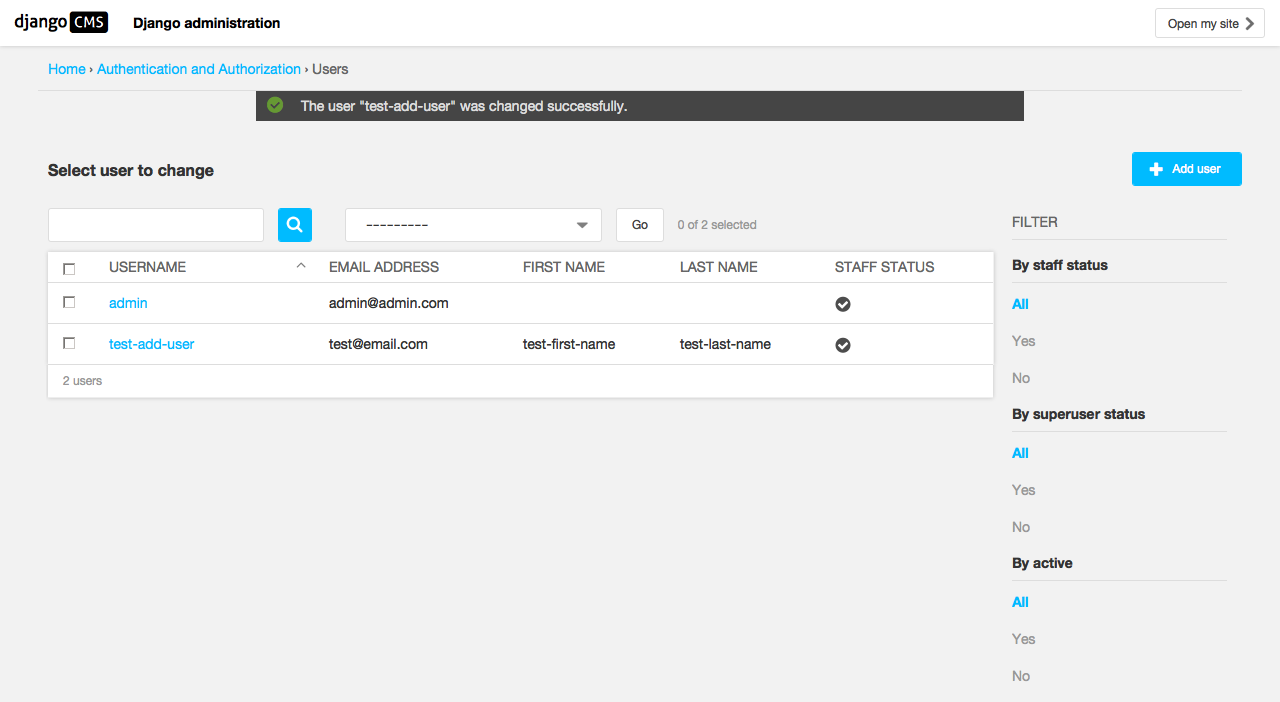 django CMS Django administration Open my site
Home › Authentication and Authorization › Users
The user "test-add-user" was changed successfully.
Select user to change
Add user
--------- Go 0 of 2 selected
USERNAME EMAIL ADDRESS FIRST NAME LAST NAME STAFF STATUS
admin admin@admin.com
test-add-user test@email.com test-first-name test-last-name
2 users
FILTER
By staff status
All
Yes
No
By superuser status
All
Yes
No
By active
All
Yes
No